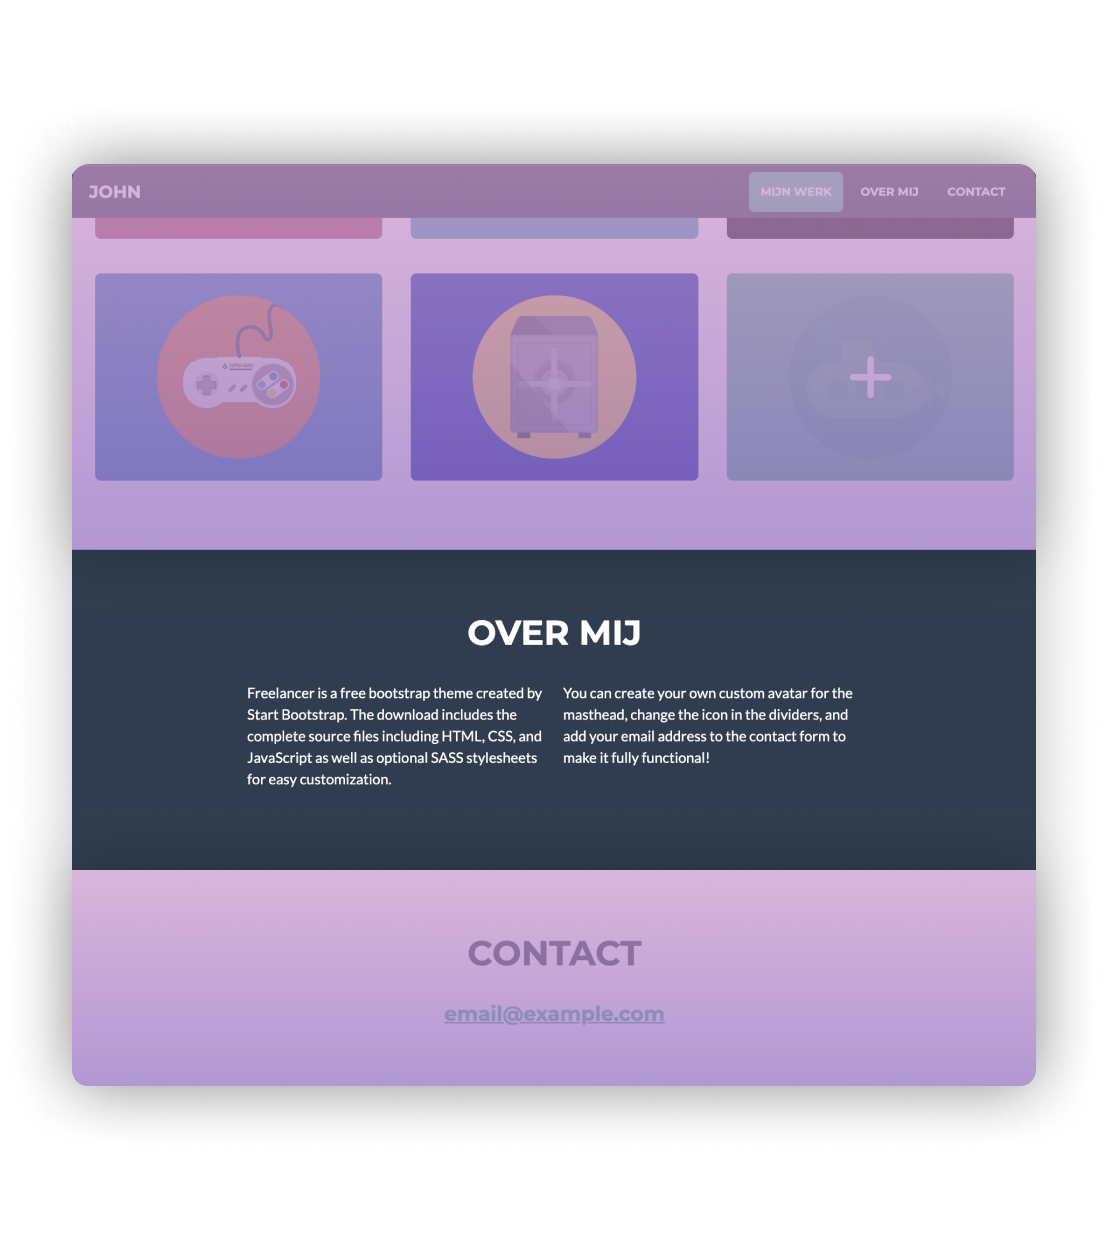 JOHN
MIJN WERK
OVER MIJ
CONTACT
OVER MIJ
Freelancer is a free bootstrap theme created by
Start Bootstrap. The download includes the
complete source files including HTML, CSS, and
JavaScript as well as optional SASS stylesheets
for easy customization.
You can create your own custom avatar for the
masthead, change the icon in the dividers, and
add your email address to the contact form to
make it fully functional!
CONTACT
email@example.com